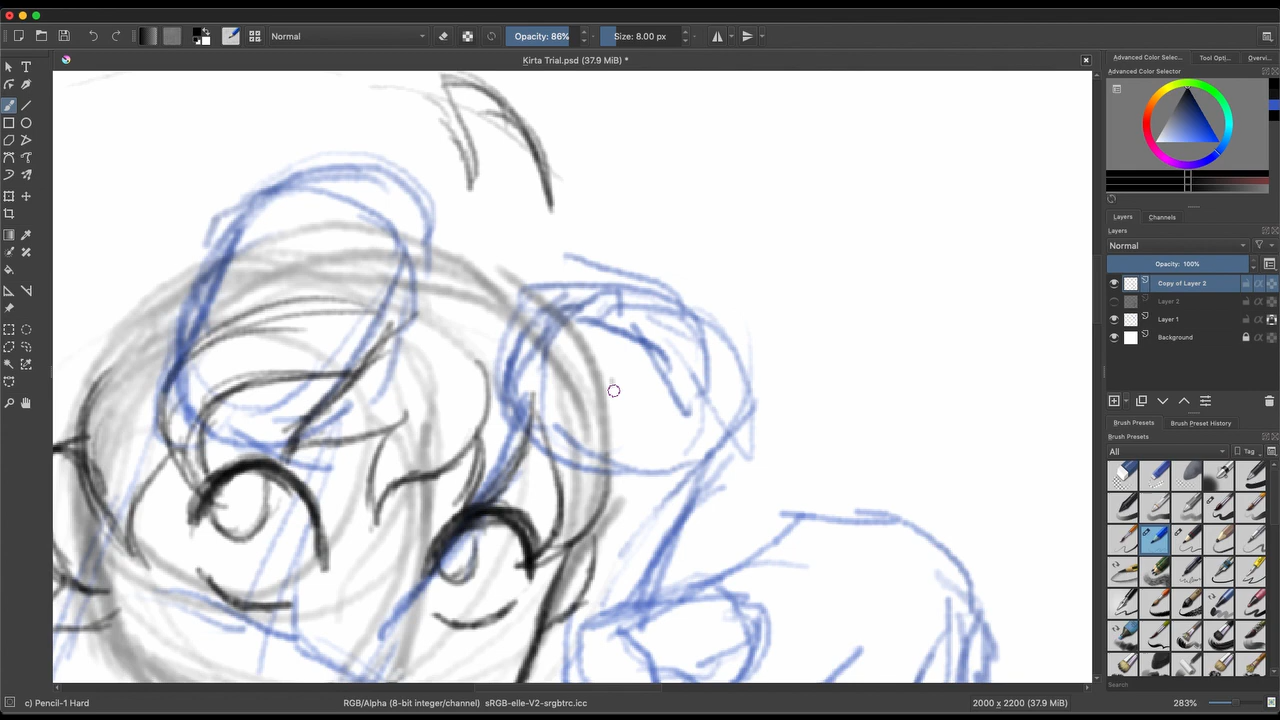 Normal
Opacity: 86%
Size: 8.00 px
Kirta Trial.psd (37.9 MiB) *
Advanced Color Selec...
Tool Opti...
Overvi...
Advanced Color Selector
Layers
Channels
Layers
Normal
Opacity: 100%
Copy of Layer 2
Layer 2
Layer 1
Background
Brush Presets
Brush Preset History
Brush Presets
All
Tag
Search
c) Pencil-1 Hard
RGB/Alpha (8-bit integer/channel) sRGB-elle-V2-srgbtrc.icc
2000 x 2200 (37.9 MiB)
283%